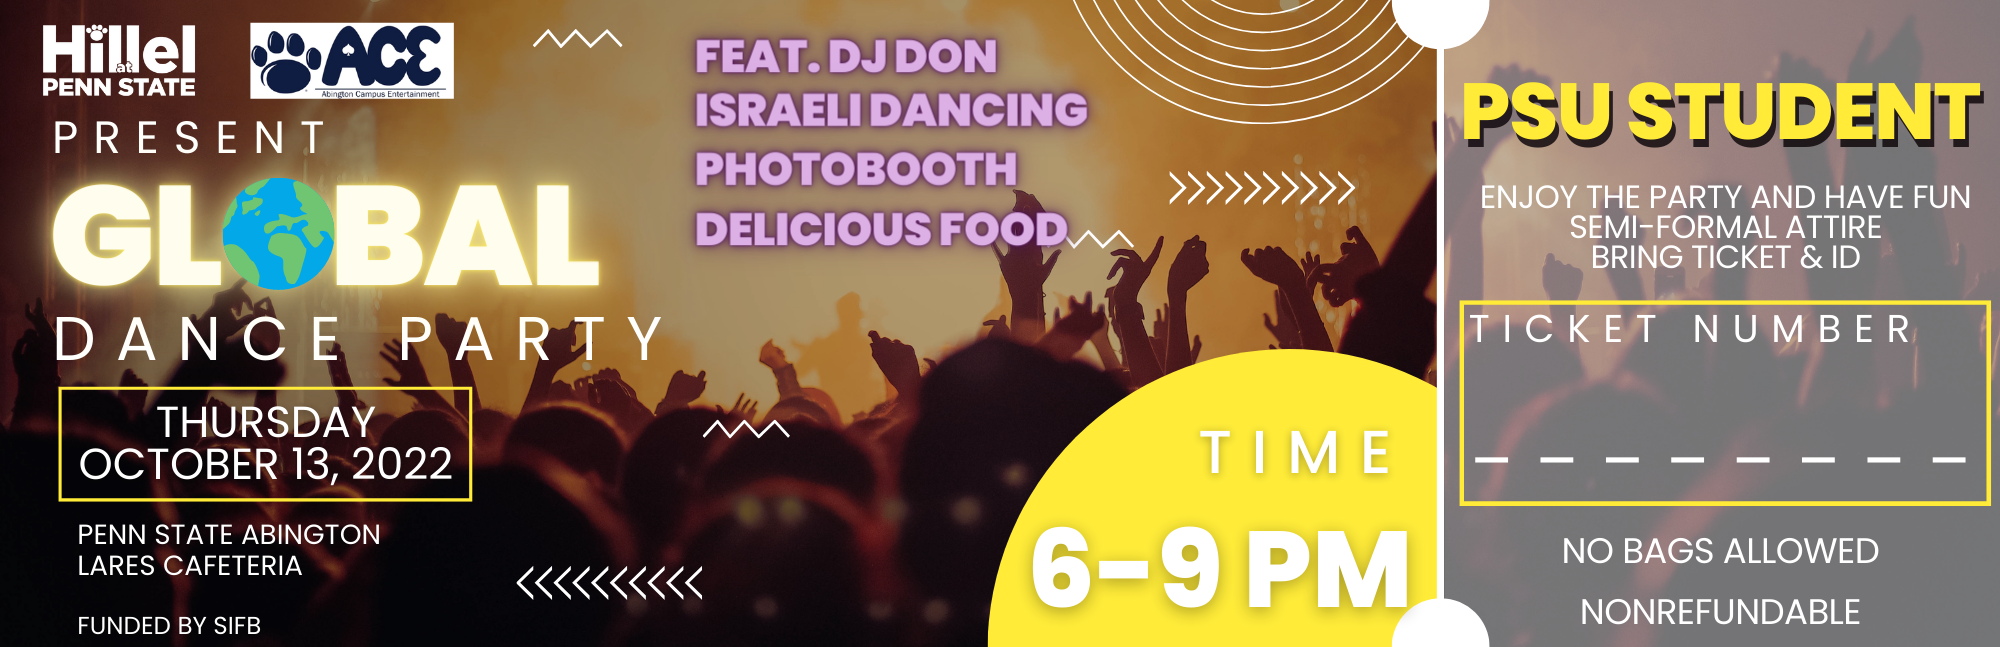 Hillel
at
PENN STATE
ACE
Abington Campus Entertainment
PRESENT
GLOBAL
DANCE PARTY
THURSDAY
OCTOBER 13, 2022
PENN STATE ABINGTON
LARES CAFETERIA
FUNDED BY SIFB
FEAT. DJ DON
ISRAELI DANCING
PHOTOBOOTH
DELICIOUS FOOD
TIME
6-9 PM
PSU STUDENT
ENJOY THE PARTY AND HAVE FUN
SEMI-FORMAL ATTIRE
BRING TICKET & ID
TICKET NUMBER
NO BAGS ALLOWED
NONREFUNDABLE